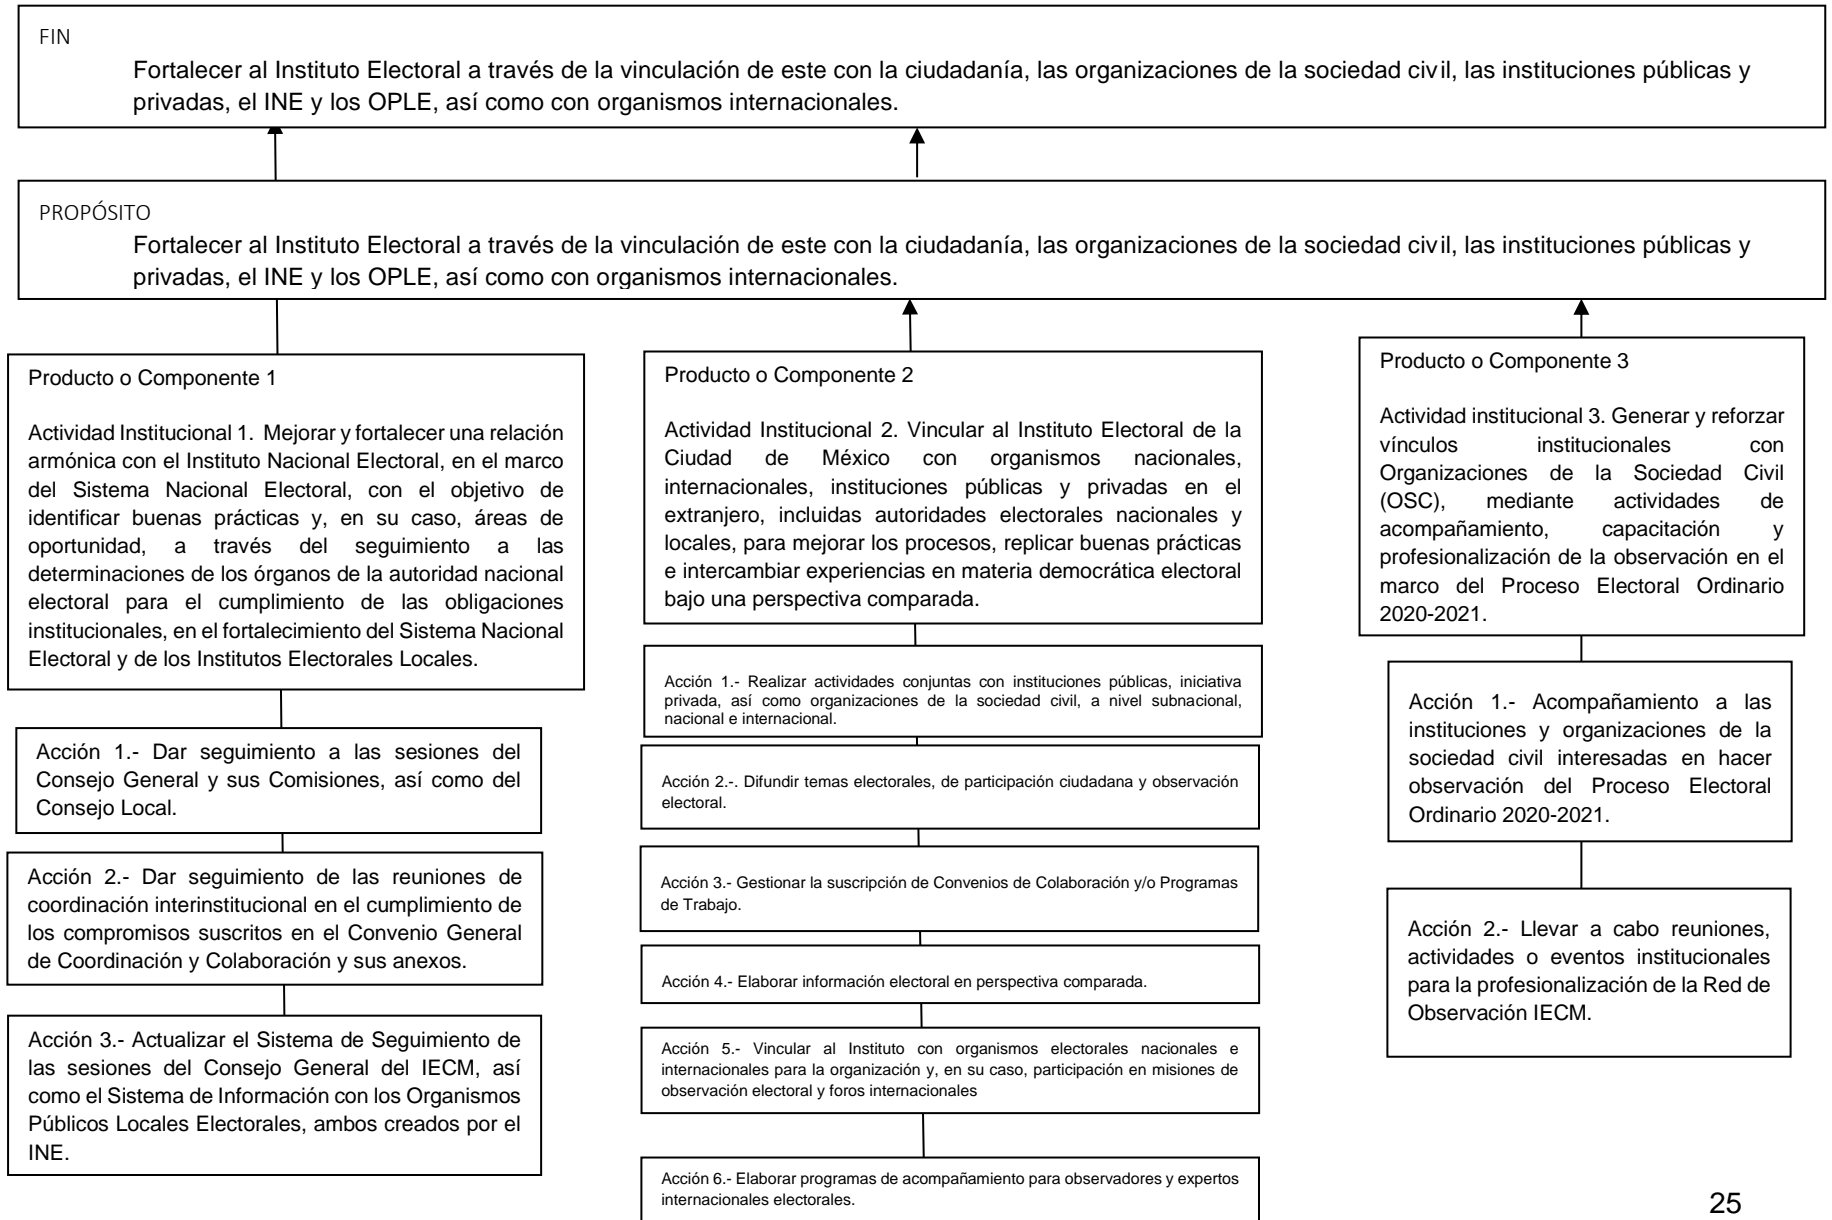 FIN
Fortalecer al Instituto Electoral a través de la vinculación de este con la ciudadanía, las organizaciones de la sociedad civil, las instituciones públicas y
privadas, el INE y los OPLE, así como con organismos internacionales.
PROPÓSITO
Fortalecer al Instituto Electoral a través de la vinculación de este con la ciudadanía, las organizaciones de la sociedad civil, las instituciones públicas y
privadas, el INE y los OPLE, así como con organismos internacionales.
Producto o Componente 1
Actividad Institucional 1. Mejorar y fortalecer una relación
armónica con el Instituto Nacional Electoral, en el marco
del Sistema Nacional Electoral, con el objetivo de
identificar buenas prácticas y, en su caso, áreas de
oportunidad, a través del seguimiento a las
determinaciones de los órganos de la autoridad nacional
electoral para el cumplimiento de las obligaciones
institucionales, en el fortalecimiento del Sistema Nacional
Electoral y de los Institutos Electorales Locales.
Acción 1.- Dar seguimiento a las sesiones del
Consejo General y sus Comisiones, así como del
Consejo Local.
Acción 2.- Dar seguimiento de las reuniones de
coordinación interinstitucional en el cumplimiento de
los compromisos suscritos en el Convenio General
de Coordinación y Colaboración y sus anexos.
Acción 3.- Actualizar el Sistema de Seguimiento de
las sesiones del Consejo General del IECM, así
como el Sistema de Información con los Organismos
Públicos Locales Electorales, ambos creados por el
INE.
Producto o Componente 2
Actividad Institucional 2. Vincular al Instituto Electoral de la
Ciudad de México con organismos nacionales,
internacionales, instituciones públicas y privadas en el
extranjero, incluidas autoridades electorales nacionales y
locales, para mejorar los procesos, replicar buenas prácticas
e intercambiar experiencias en materia democrática electoral
bajo una perspectiva comparada.
Acción 1.- Realizar actividades conjuntas con instituciones públicas, iniciativa
privada, así como organizaciones de la sociedad civil, a nivel subnacional,
nacional e internacional.
Acción 2.-. Difundir temas electorales, de participación ciudadana y observación
electoral.
Acción 3.- Gestionar la suscripción de Convenios de Colaboración y/o Programas
de Trabajo.
Acción 4.- Elaborar información electoral en perspectiva comparada.
Acción 5.- Vincular al Instituto con organismos electorales nacionales e
internacionales para la organización y, en su caso, participación en misiones de
observación electoral y foros internacionales
Acción 6.- Elaborar programas de acompañamiento para observadores y expertos
internacionales electorales.
Producto o Componente 3
Actividad institucional 3. Generar y reforzar
vínculos institucionales con
Organizaciones de la Sociedad Civil
(OSC), mediante actividades de
acompañamiento, capacitación y
profesionalización de la observación en el
marco del Proceso Electoral Ordinario
2020-2021.
Acción 1.- Acompañamiento a las
instituciones y organizaciones de la
sociedad civil interesadas en hacer
observación del Proceso Electoral
Ordinario 2020-2021.
Acción 2.- Llevar a cabo reuniones,
actividades o eventos institucionales
para la profesionalización de la Red de
Observación IECM.
25